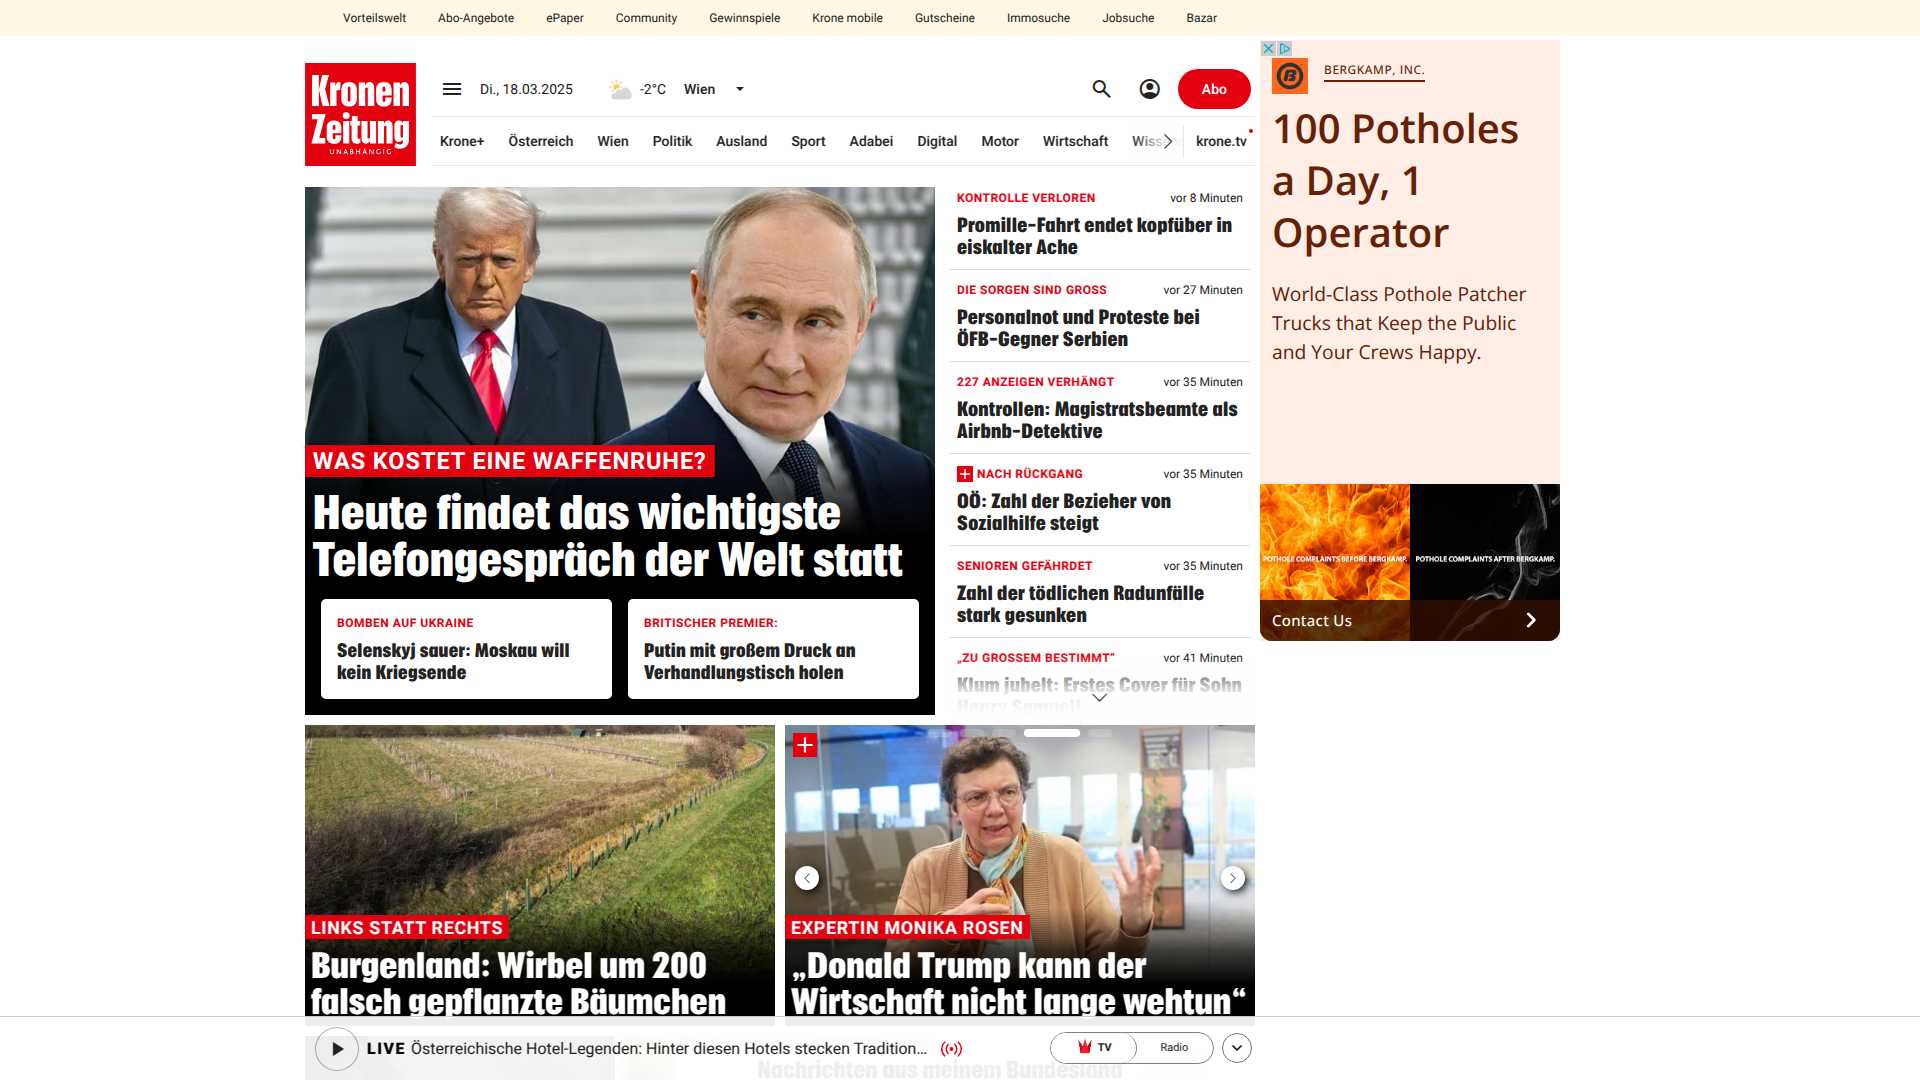 Vorteilswelt Abo-Angebote ePaper Community Gewinnspiele Krone mobile Gutscheine Immosuche Jobsuche Bazar
Kronen
Zeitung
UNABHÄNGIG
Di., 18.03.2025 -2°C Wien Abo
Krone+ Österreich Wien Politik Ausland Sport Adabei Digital Motor Wirtschaft krone.tv
WAS KOSTET EINE WAFFENRUHE?
Heute findet das wichtigste
Telefongespräch der Welt statt
BOMBEN AUF UKRAINE
Selenskyj sauer: Moskau will
kein Kriegsende
BRITISCHER PREMIER:
Putin mit großem Druck an
Verhandlungstisch holen
KONTROLLE VERLOREN vor 8 Minuten
Promille-Fahrt endet kopfüber in
eiskalter Ache
DIE SORGEN SIND GROSS vor 27 Minuten
Personalnot und Proteste bei
ÖFB-Gegner Serbien
227 ANZEIGEN VERHÄNGT vor 35 Minuten
Kontrollen: Magistratsbeamte als
Airbnb-Detektive
NACH RÜCKGANG vor 35 Minuten
OÖ: Zahl der Bezieher von
Sozialhilfe steigt
SENIOREN GEFÄHRDET vor 35 Minuten
Zahl der tödlichen Radunfälle
stark gesunken
„ZU GROSSEM BESTIMMT“ vor 41 Minuten
Klum jubelt: Erstes Cover für Sohn
Henry Samuel!
BERGKAMP, INC.
100 Potholes
a Day, 1
Operator
World-Class Pothole Patcher
Trucks that Keep the Public
and Your Crews Happy.
POTHOLE COMPLAINTS BEFORE BERGKAMP.
POTHOLE COMPLAINTS AFTER BERGKAMP.
Contact Us
LINKS STATT RECHTS
Burgenland: Wirbel um 200
falsch gepflanzte Bäumchen
EXPERTIN MONIKA ROSEN
„Donald Trump kann der
Wirtschaft nicht lange wehtun“
LIVE Österreichische Hotel-Legenden: Hinter diesen Hotels stecken Tradition...
TV Radio
Nachrichten aus meinem Bundesland